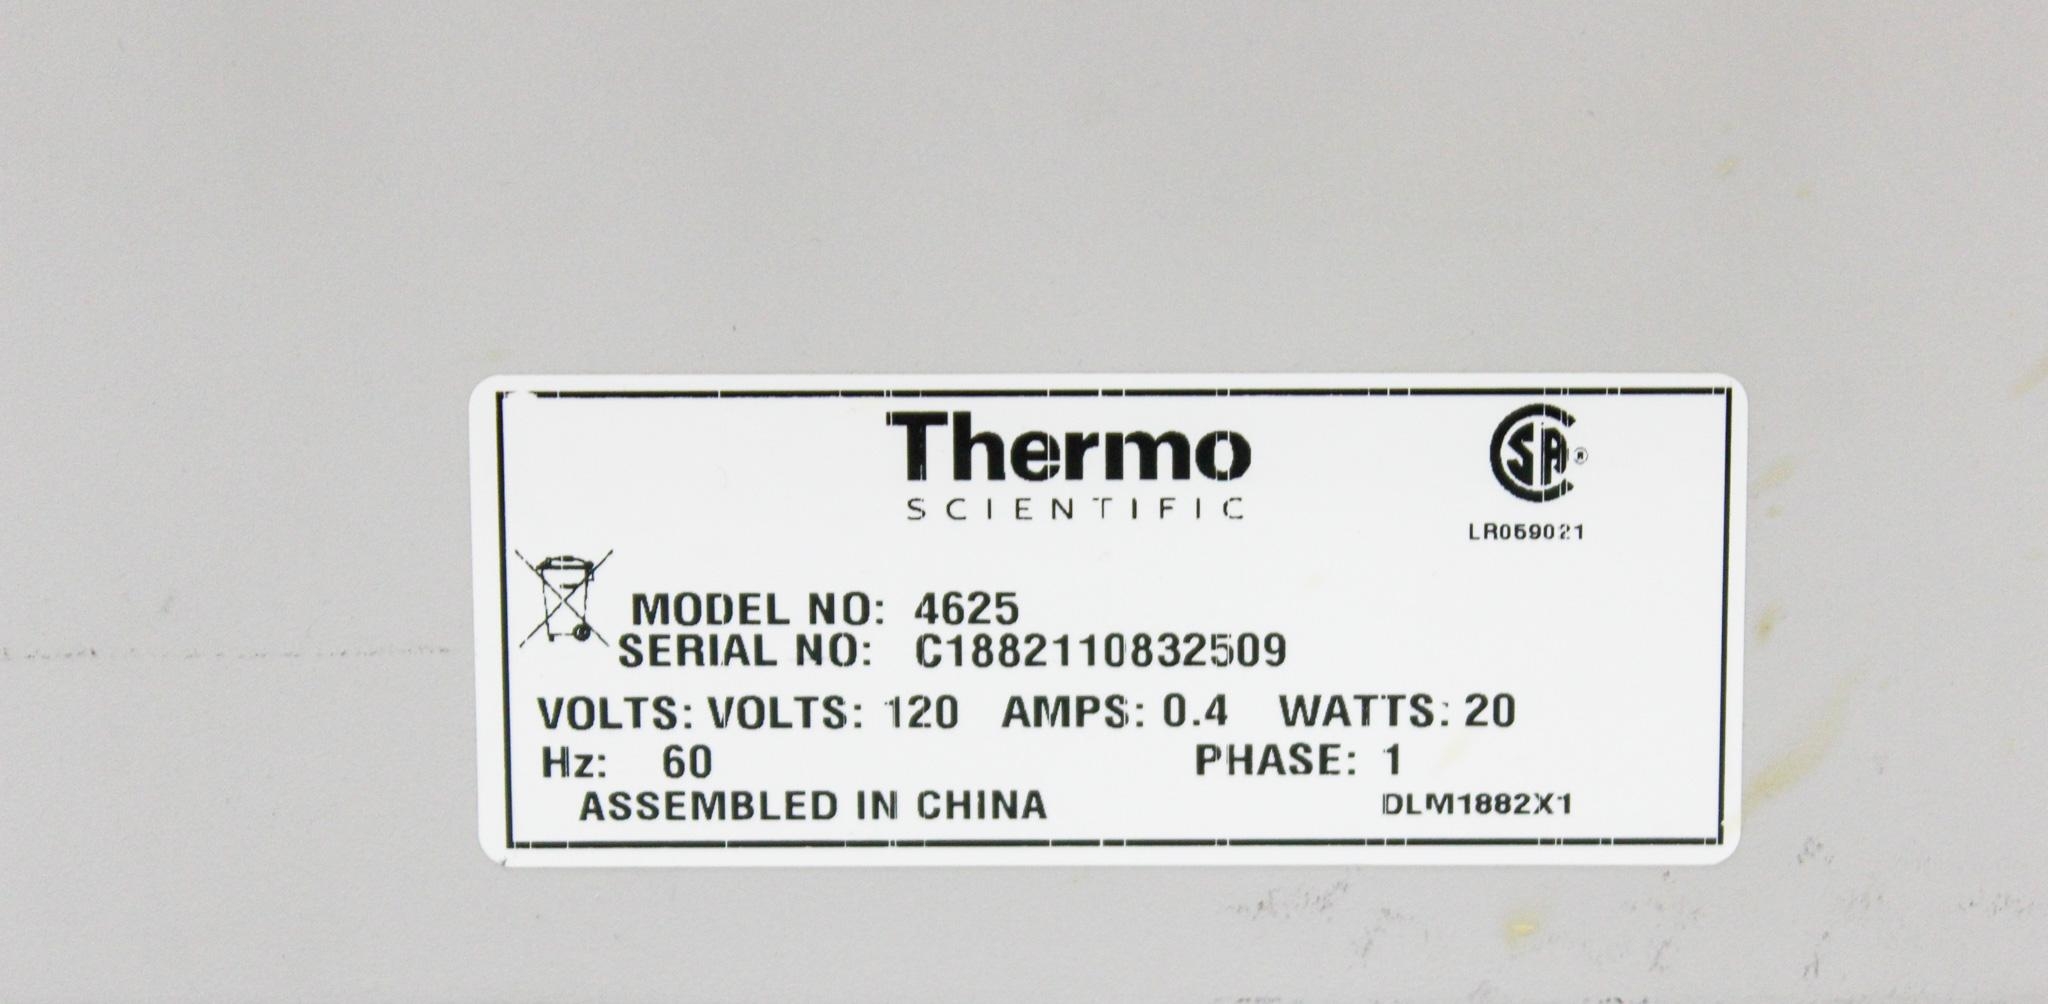 Thermo
SCIENTIFIC
SA®
LR059021
MODEL NO: 4625
SERIAL NO: C1882110832509
VOLTS: VOLTS: 120 AMPS: 0.4 WATTS: 20
Hz: 60 PHASE: 1
ASSEMBLED IN CHINA DLM1882X1